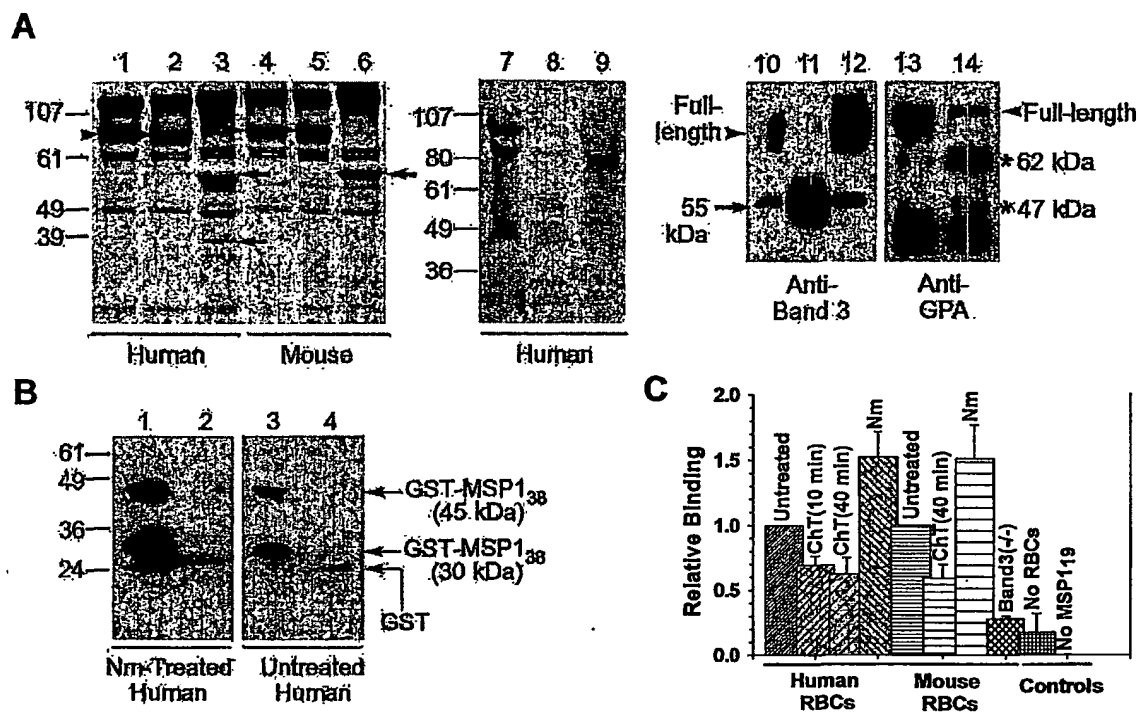 A
1 2 3 4 5 6
107
61
49
39
Human Mouse
7 8 9
107
80
61
49
36
Human
10 11 12 13 14
Full-
length
55
kDa
Full-length
*62 kDa
*47 kDa
Anti-
Band 3
Anti-
GPA
B
1 2 3 4
61
49
36
24
GST-MSP1₃₈
(45 kDa)
GST-MSP1₃₈
(30 kDa)
GST
Nm-Treated
Human
Untreated
Human
C
Relative Binding
2.0
1.5
1.0
0.5
0.0
Untreated
ChT(10 min)
ChT(40 min)
Nm
Untreated
ChT(40 min)
Nm
Band3(-/-)
No RBCs
No MSP1₁₉
Human
RBCs
Mouse
RBCs
Controls